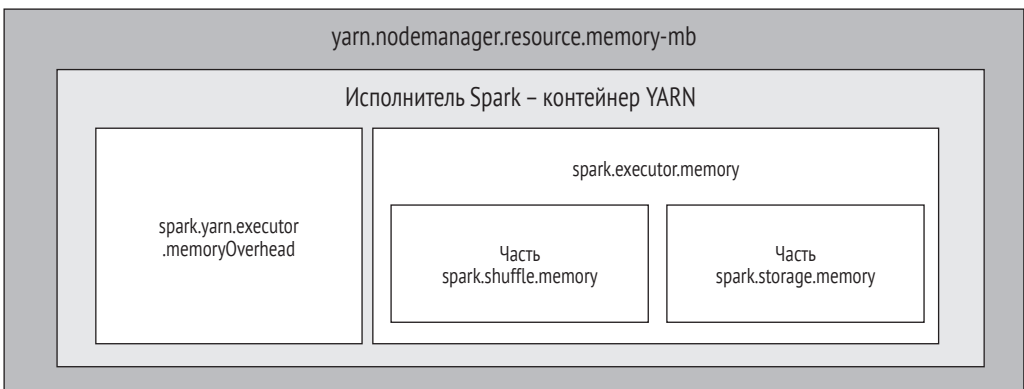 yarn.nodemanager.resource.memory-mb
Исполнитель Spark – контейнер YARN
spark.yarn.executor
.memoryOverhead
spark.executor.memory
Часть
spark.shuffle.memory
Часть
spark.storage.memory